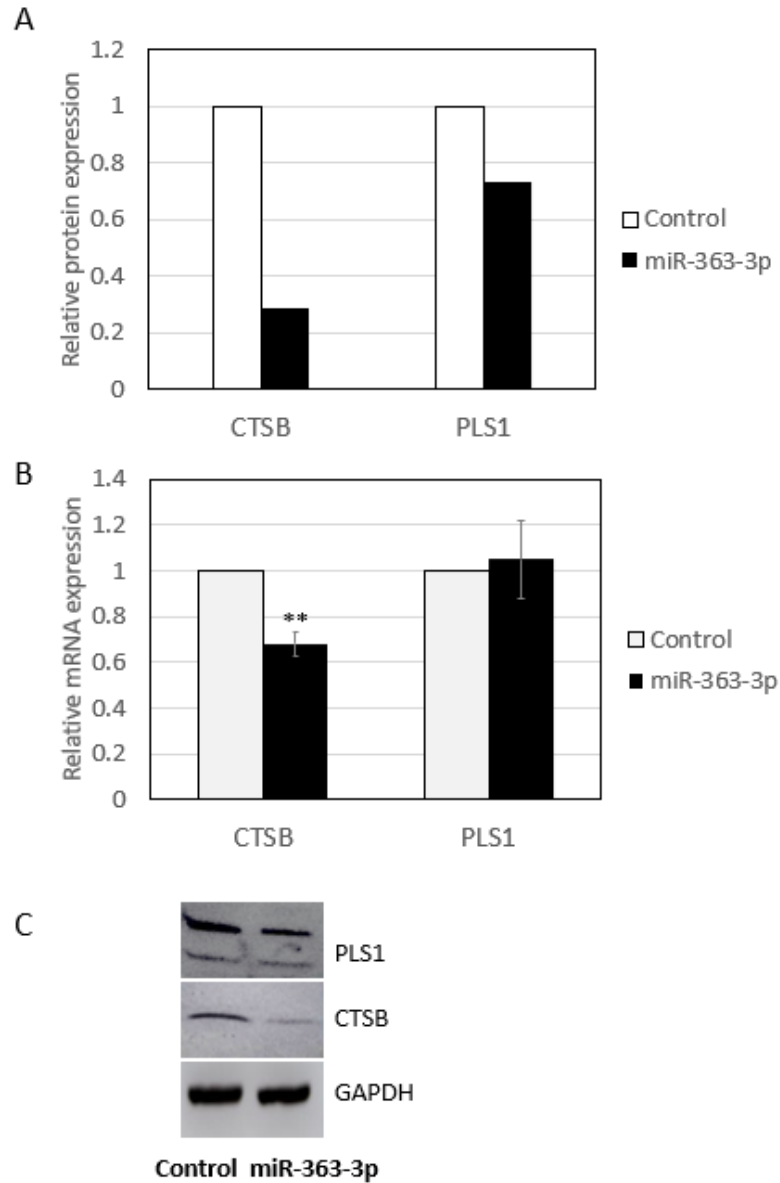 A
Relative protein expression
1.2
1
0.8
0.6
0.4
0.2
0
CTSB PLS1
Control
miR-363-3p
B
Relative mRNA expression
1.4
1.2
1
0.8
0.6
0.4
0.2
0
**
CTSB PLS1
Control
miR-363-3p
C
PLS1
CTSB
GAPDH
Control miR-363-3p